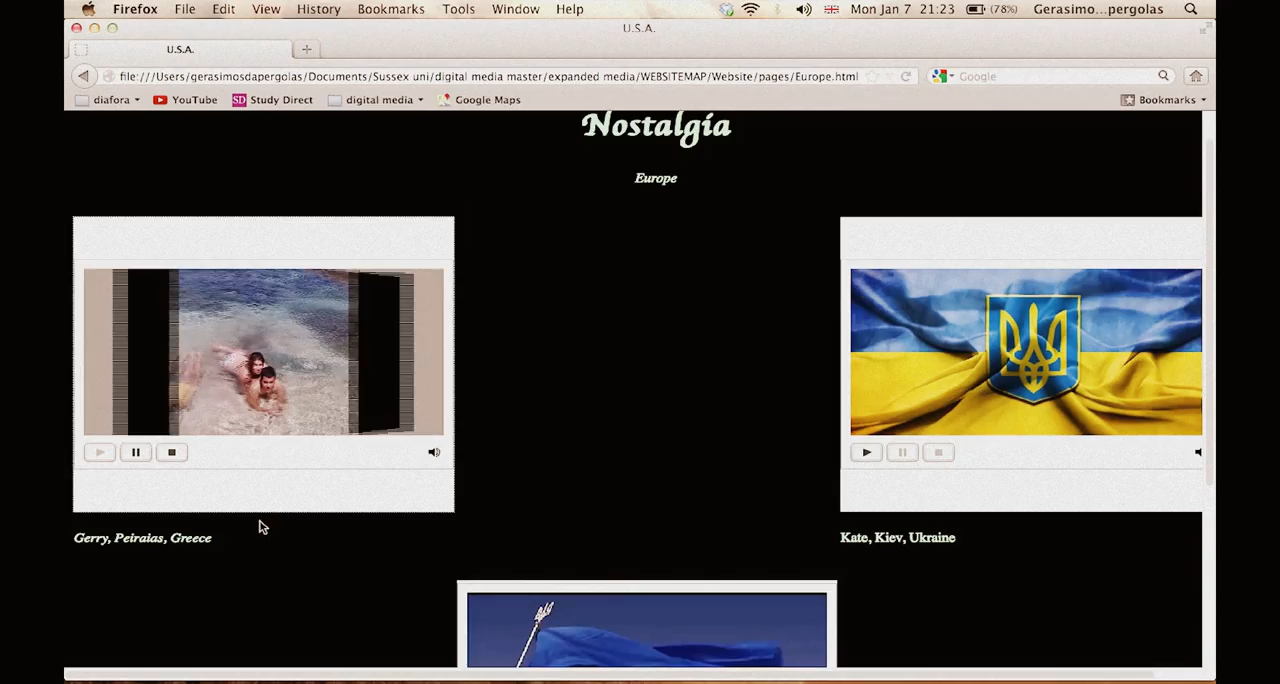 Firefox File Edit View History Bookmarks Tools Window Help Mon Jan 7 21:23 (78%) Gerasimo...pergolas
U.S.A.
U.S.A.
file:///Users/gerasimosdapergolas/Documents/Sussex uni/digital media master/expanded media/WEBSITEMAP/Website/pages/Europe.html Google
diafora YouTube SD Study Direct digital media Google Maps Bookmarks
Nostalgia
Europe
Gerry, Peiraias, Greece
Kate, Kiev, Ukraine